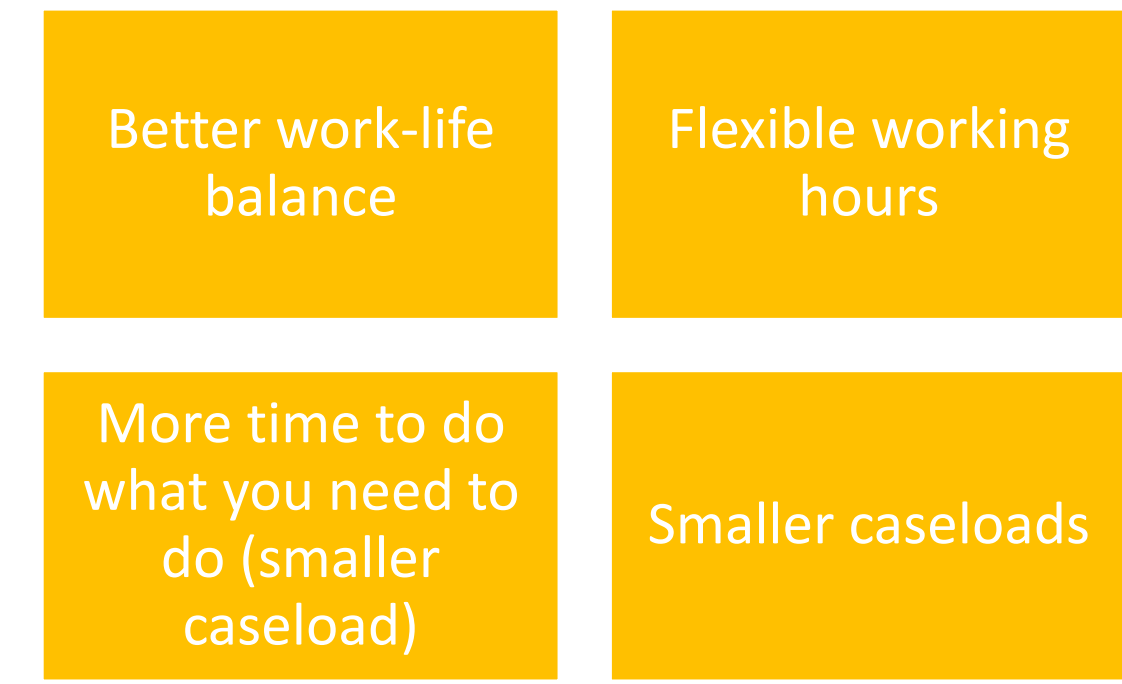 Better work-life
balance
Flexible working
hours
More time to do
what you need to
do (smaller
caseload)
Smaller caseloads